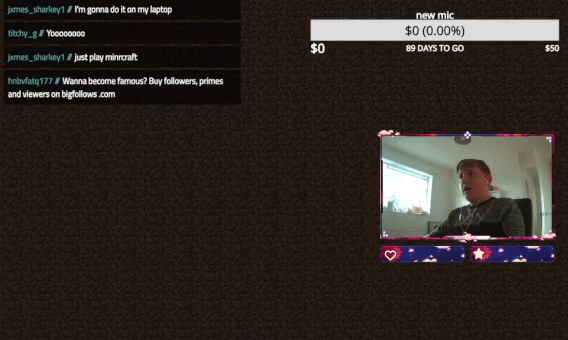 jxmes_sharkey1 // I'm gonna do it on my laptop
titchy_g // Yoooooooo
jxmes_sharkey1 // just play minrcraft
hnbvfatq177 // Wanna become famous? Buy followers, primes
and viewers on bigfollows .com
new mic
$0 (0.00%)
$0 89 DAYS TO GO $50